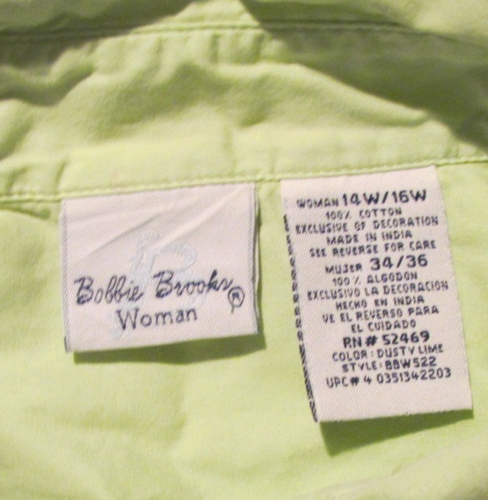 Bobbie Brooks®
Woman
WOMAN 14W/16W
100% COTTON
EXCLUSIVE OF DECORATION
MADE IN INDIA
SEE REVERSE FOR CARE
MUJER 34/36
100% ALGODON
EXCLUSIVO LA DECORACION
HECHO EN INDIA
VE EL REVERSO PARA
EL CUIDADO
RN# 52469
COLOR: DUSTY LIME
STYLE: BBW522
UPC# 4 0351342203